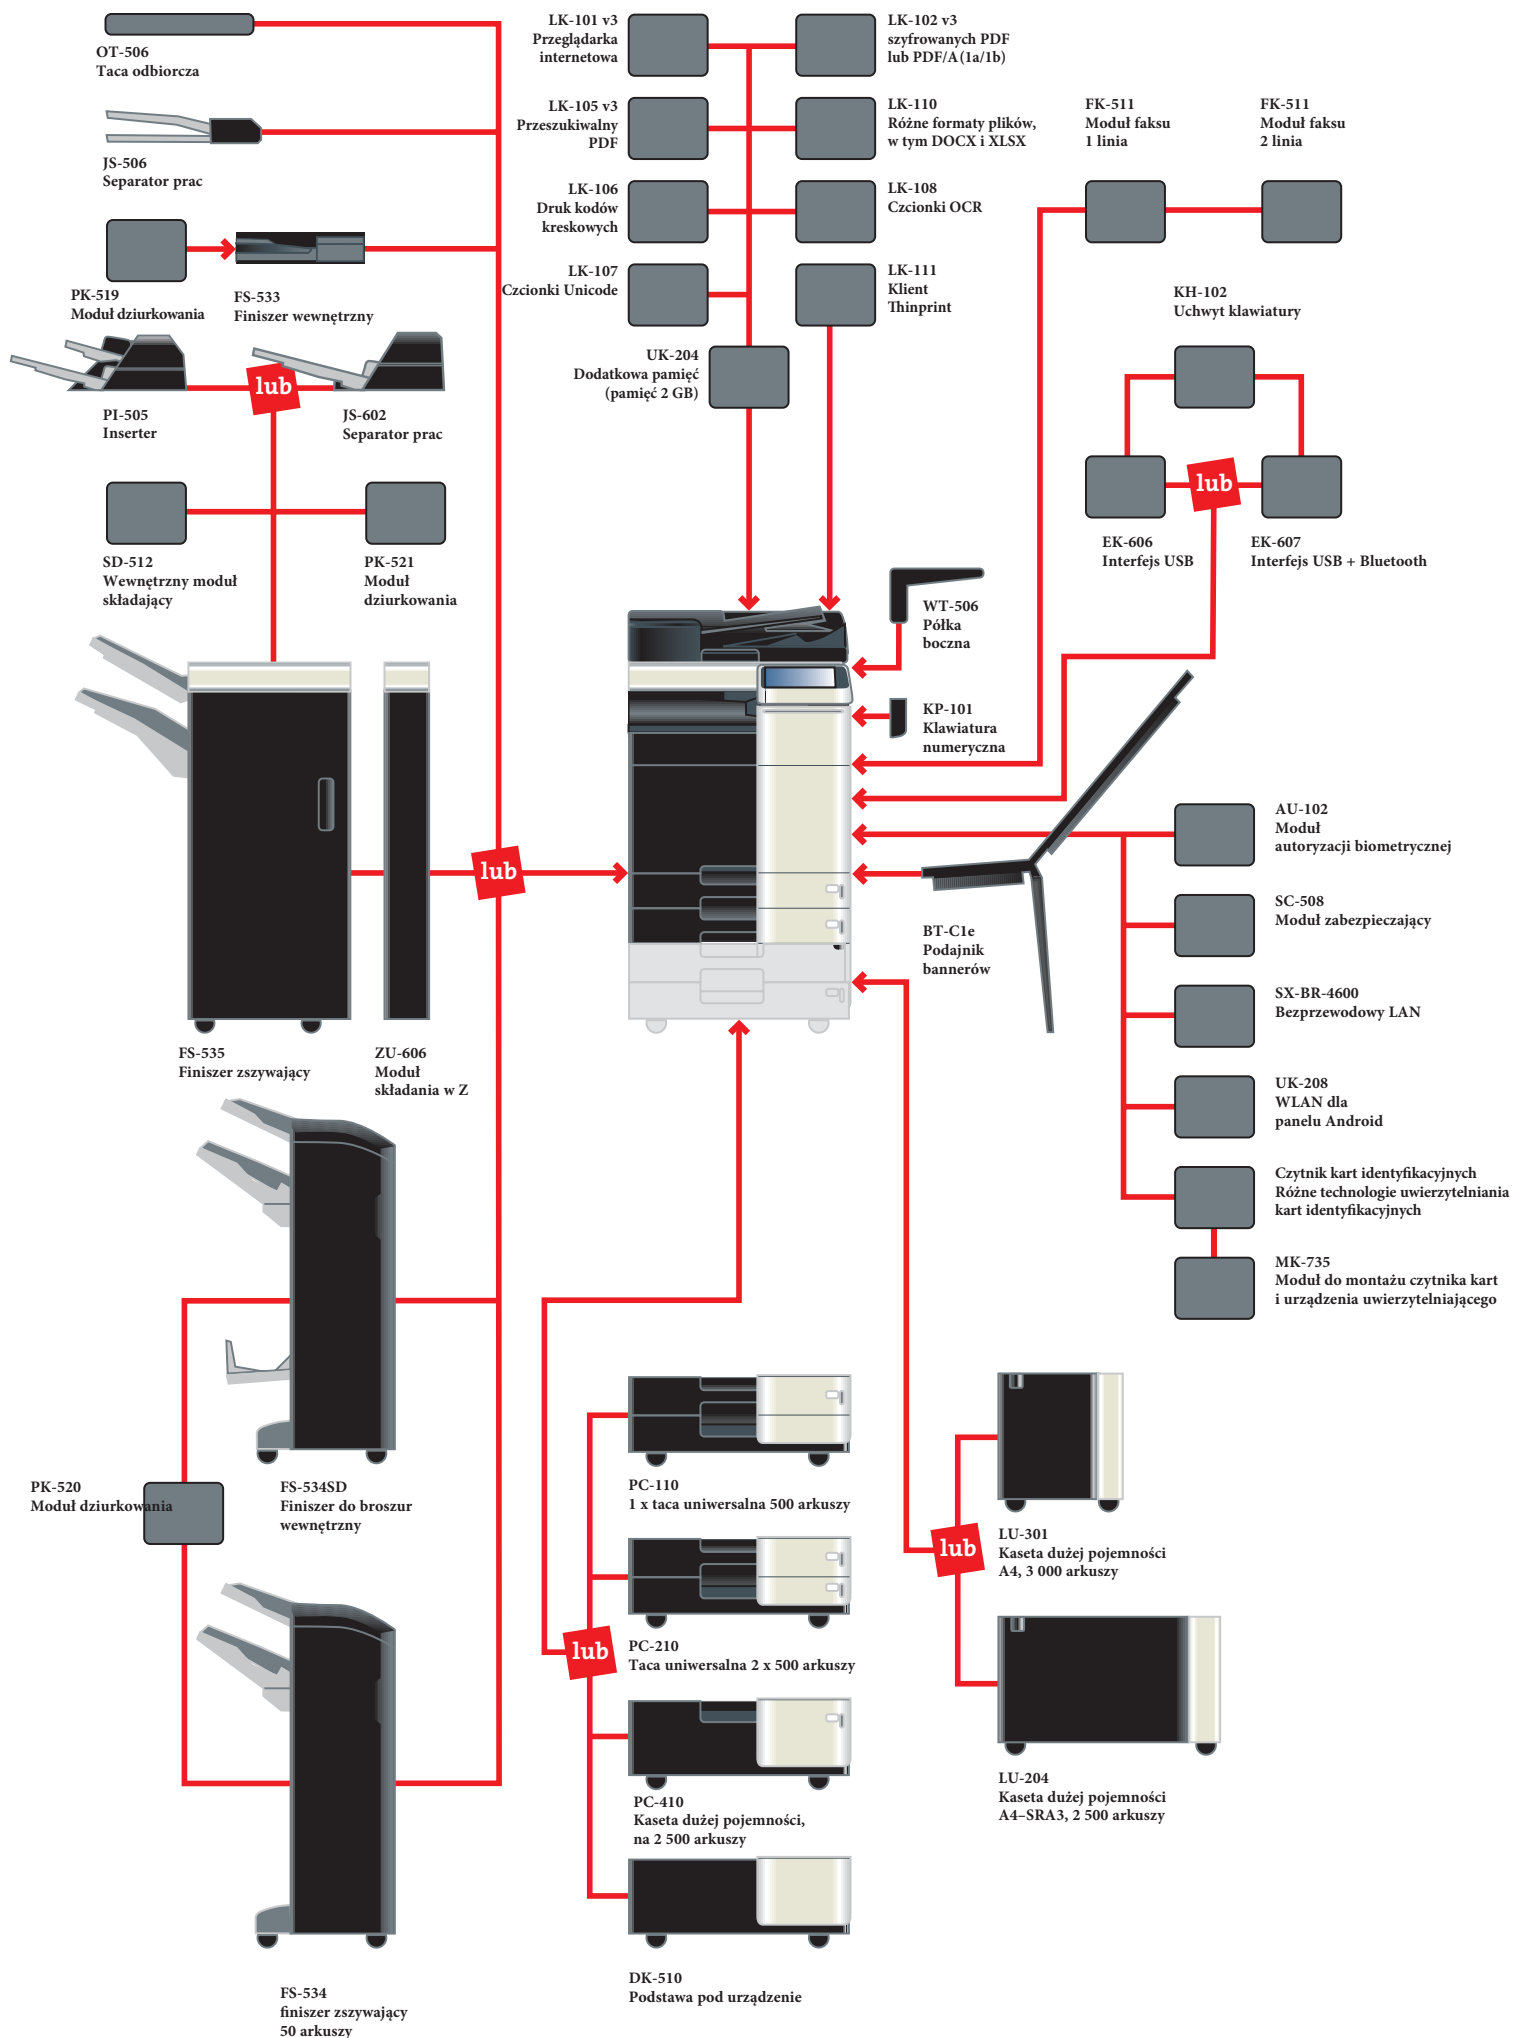 OT-506
Taca odbiorcza
JS-506
Separator prac
PK-519
Moduł dziurkowania
FS-533
Finiszer wewnętrzny
PI-505
Inserter
lub
JS-602
Separator prac
SD-512
Wewnętrzny moduł
składający
PK-521
Moduł
dziurkowania
FS-535
Finiszer zszywający
ZU-606
Moduł
składania w Z
lub
PK-520
Moduł dziurkowania
FS-534SD
Finiszer do broszur
wewnętrzny
FS-534
finiszer zszywający
50 arkuszy
LK-101 v3
Przeglądarka
internetowa
LK-102 v3
szyfrowanych PDF
lub PDF/A(1a/1b)
LK-105 v3
Przeszukiwalny
PDF
LK-110
Różne formaty plików,
w tym DOCX i XLSX
LK-106
Druk kodów
kreskowych
LK-108
Czcionki OCR
LK-107
Czcionki Unicode
LK-111
Klient
Thinprint
UK-204
Dodatkowa pamięć
(pamięć 2 GB)
FK-511
Moduł faksu
1 linia
FK-511
Moduł faksu
2 linia
KH-102
Uchwyt klawiatury
lub
EK-606
Interfejs USB
EK-607
Interfejs USB + Bluetooth
WT-506
Półka
boczna
KP-101
Klawiatura
numeryczna
BT-C1e
Podajnik
bannerów
AU-102
Moduł
autoryzacji biometrycznej
SC-508
Moduł zabezpieczający
SX-BR-4600
Bezprzewodowy LAN
UK-208
WLAN dla
panelu Android
Czytnik kart identyfikacyjnych
Różne technologie uwierzytelniania
kart identyfikacyjnych
MK-735
Moduł do montażu czytnika kart
i urządzenia uwierzytelniającego
PC-110
1 x taca uniwersalna 500 arkuszy
lub
PC-210
Taca uniwersalna 2 x 500 arkuszy
PC-410
Kaseta dużej pojemności,
na 2 500 arkuszy
DK-510
Podstawa pod urządzenie
lub
LU-301
Kaseta dużej pojemności
A4, 3 000 arkuszy
LU-204
Kaseta dużej pojemności
A4–SRA3, 2 500 arkuszy